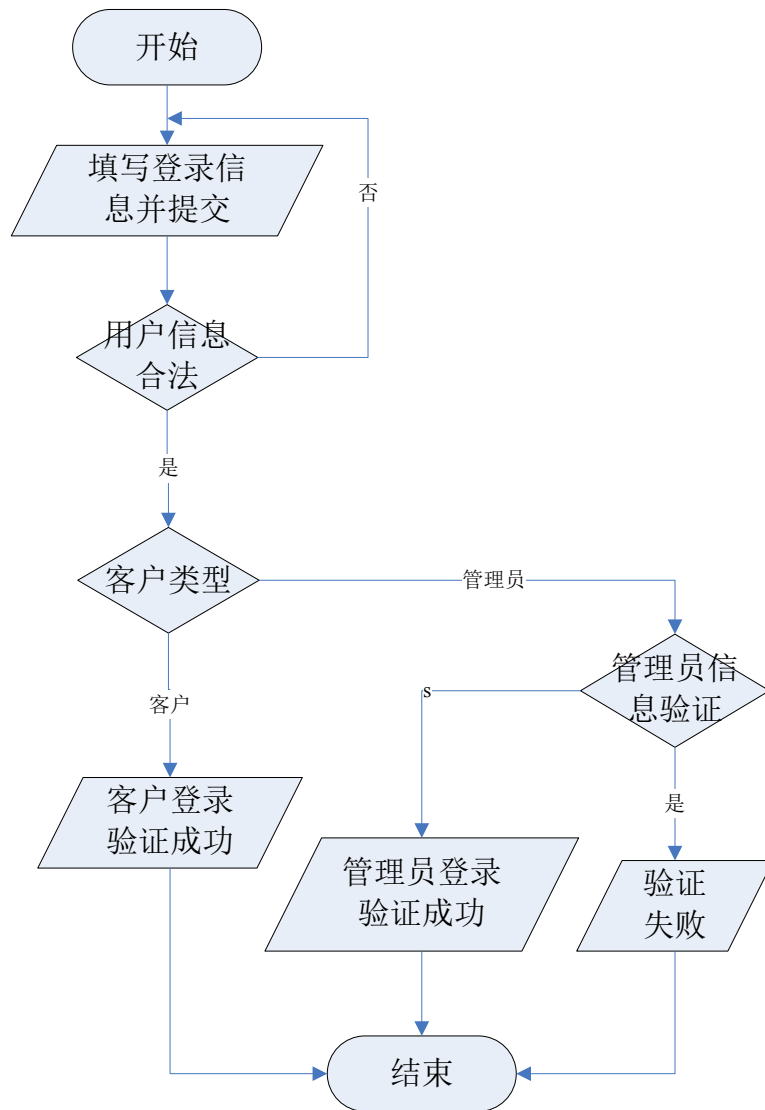 开始
填写登录信
息并提交
否
用户信息
合法
是
客户类型
管理员
管理员信
息验证
s
客户
是
客户登录
验证成功
管理员登录
验证成功
验证
失败
结束